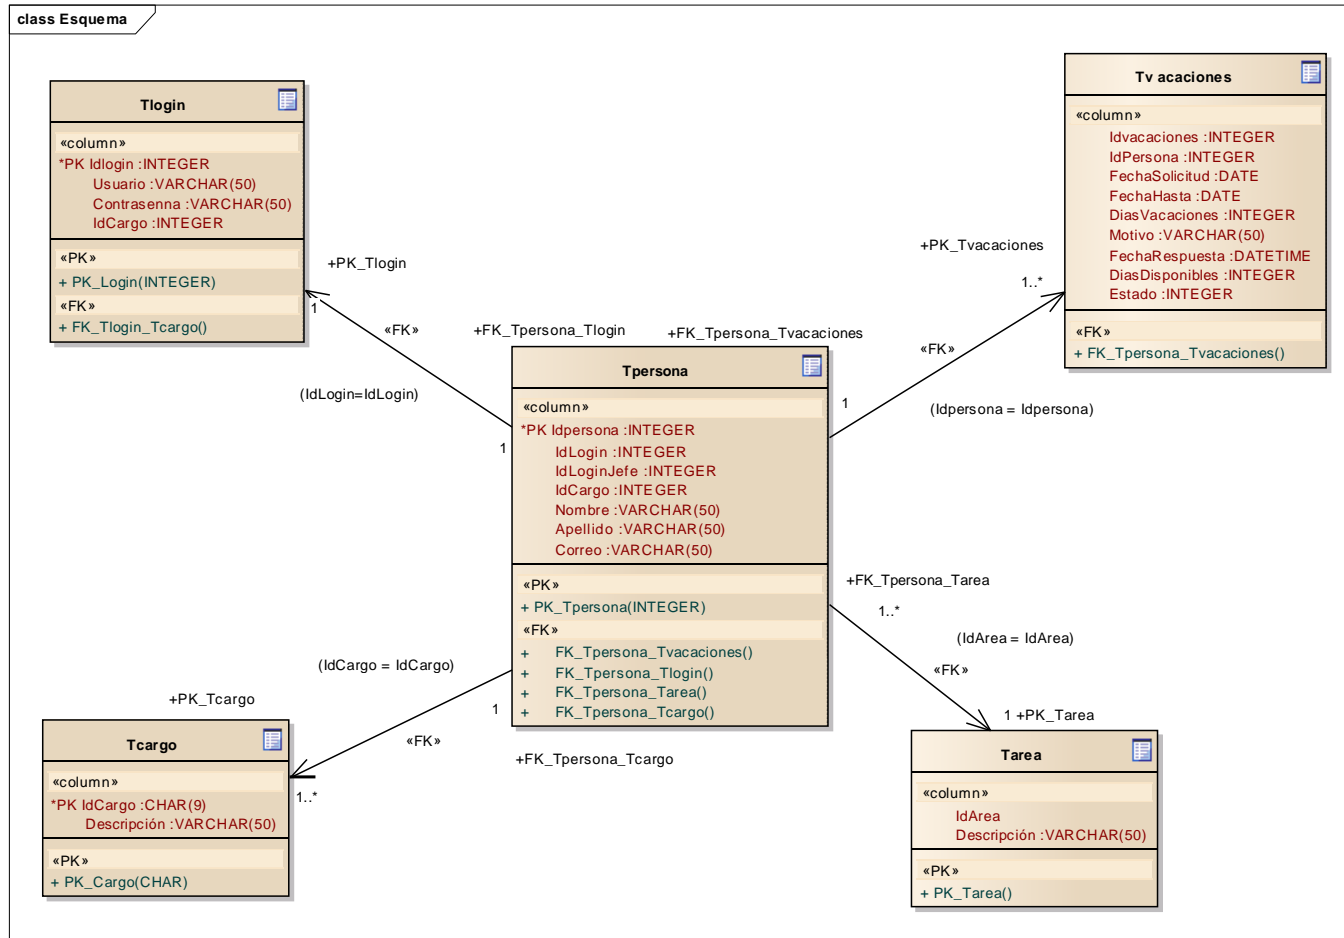 class Esquema
Tlogin
«column»
*PK Idlogin :INTEGER
Usuario :VARCHAR(50)
Contrasenna :VARCHAR(50)
IdCargo :INTEGER
«PK»
+ PK_Login(INTEGER)
«FK»
+ FK_Tlogin_Tcargo()
Tv acaciones
«column»
Idvacaciones :INTEGER
IdPersona :INTEGER
FechaSolicitud :DATE
FechaHasta :DATE
DiasVacaciones :INTEGER
Motivo :VARCHAR(50)
FechaRespuesta :DATETIME
DiasDisponibles :INTEGER
Estado :INTEGER
«FK»
+ FK_Tpersona_Tvacaciones()
+PK_Tlogin
1
«FK»
+FK_Tpersona_Tlogin
(IdLogin=IdLogin)
1
+PK_Tvacaciones
1..*
+FK_Tpersona_Tvacaciones
«FK»
1
(Idpersona = Idpersona)
Tpersona
«column»
*PK Idpersona :INTEGER
IdLogin :INTEGER
IdLoginJefe :INTEGER
IdCargo :INTEGER
Nombre :VARCHAR(50)
Apellido :VARCHAR(50)
Correo :VARCHAR(50)
«PK»
+ PK_Tpersona(INTEGER)
«FK»
+ FK_Tpersona_Tvacaciones()
+ FK_Tpersona_Tlogin()
+ FK_Tpersona_Tarea()
+ FK_Tpersona_Tcargo()
+FK_Tpersona_Tarea
1..*
(IdArea = IdArea)
«FK»
1 +PK_Tarea
(IdCargo = IdCargo)
+PK_Tcargo
1
«FK»
+FK_Tpersona_Tcargo
1..*
Tcargo
«column»
*PK IdCargo :CHAR(9)
Descripción :VARCHAR(50)
«PK»
+ PK_Cargo(CHAR)
Tarea
«column»
IdArea
Descripción :VARCHAR(50)
«PK»
+ PK_Tarea()